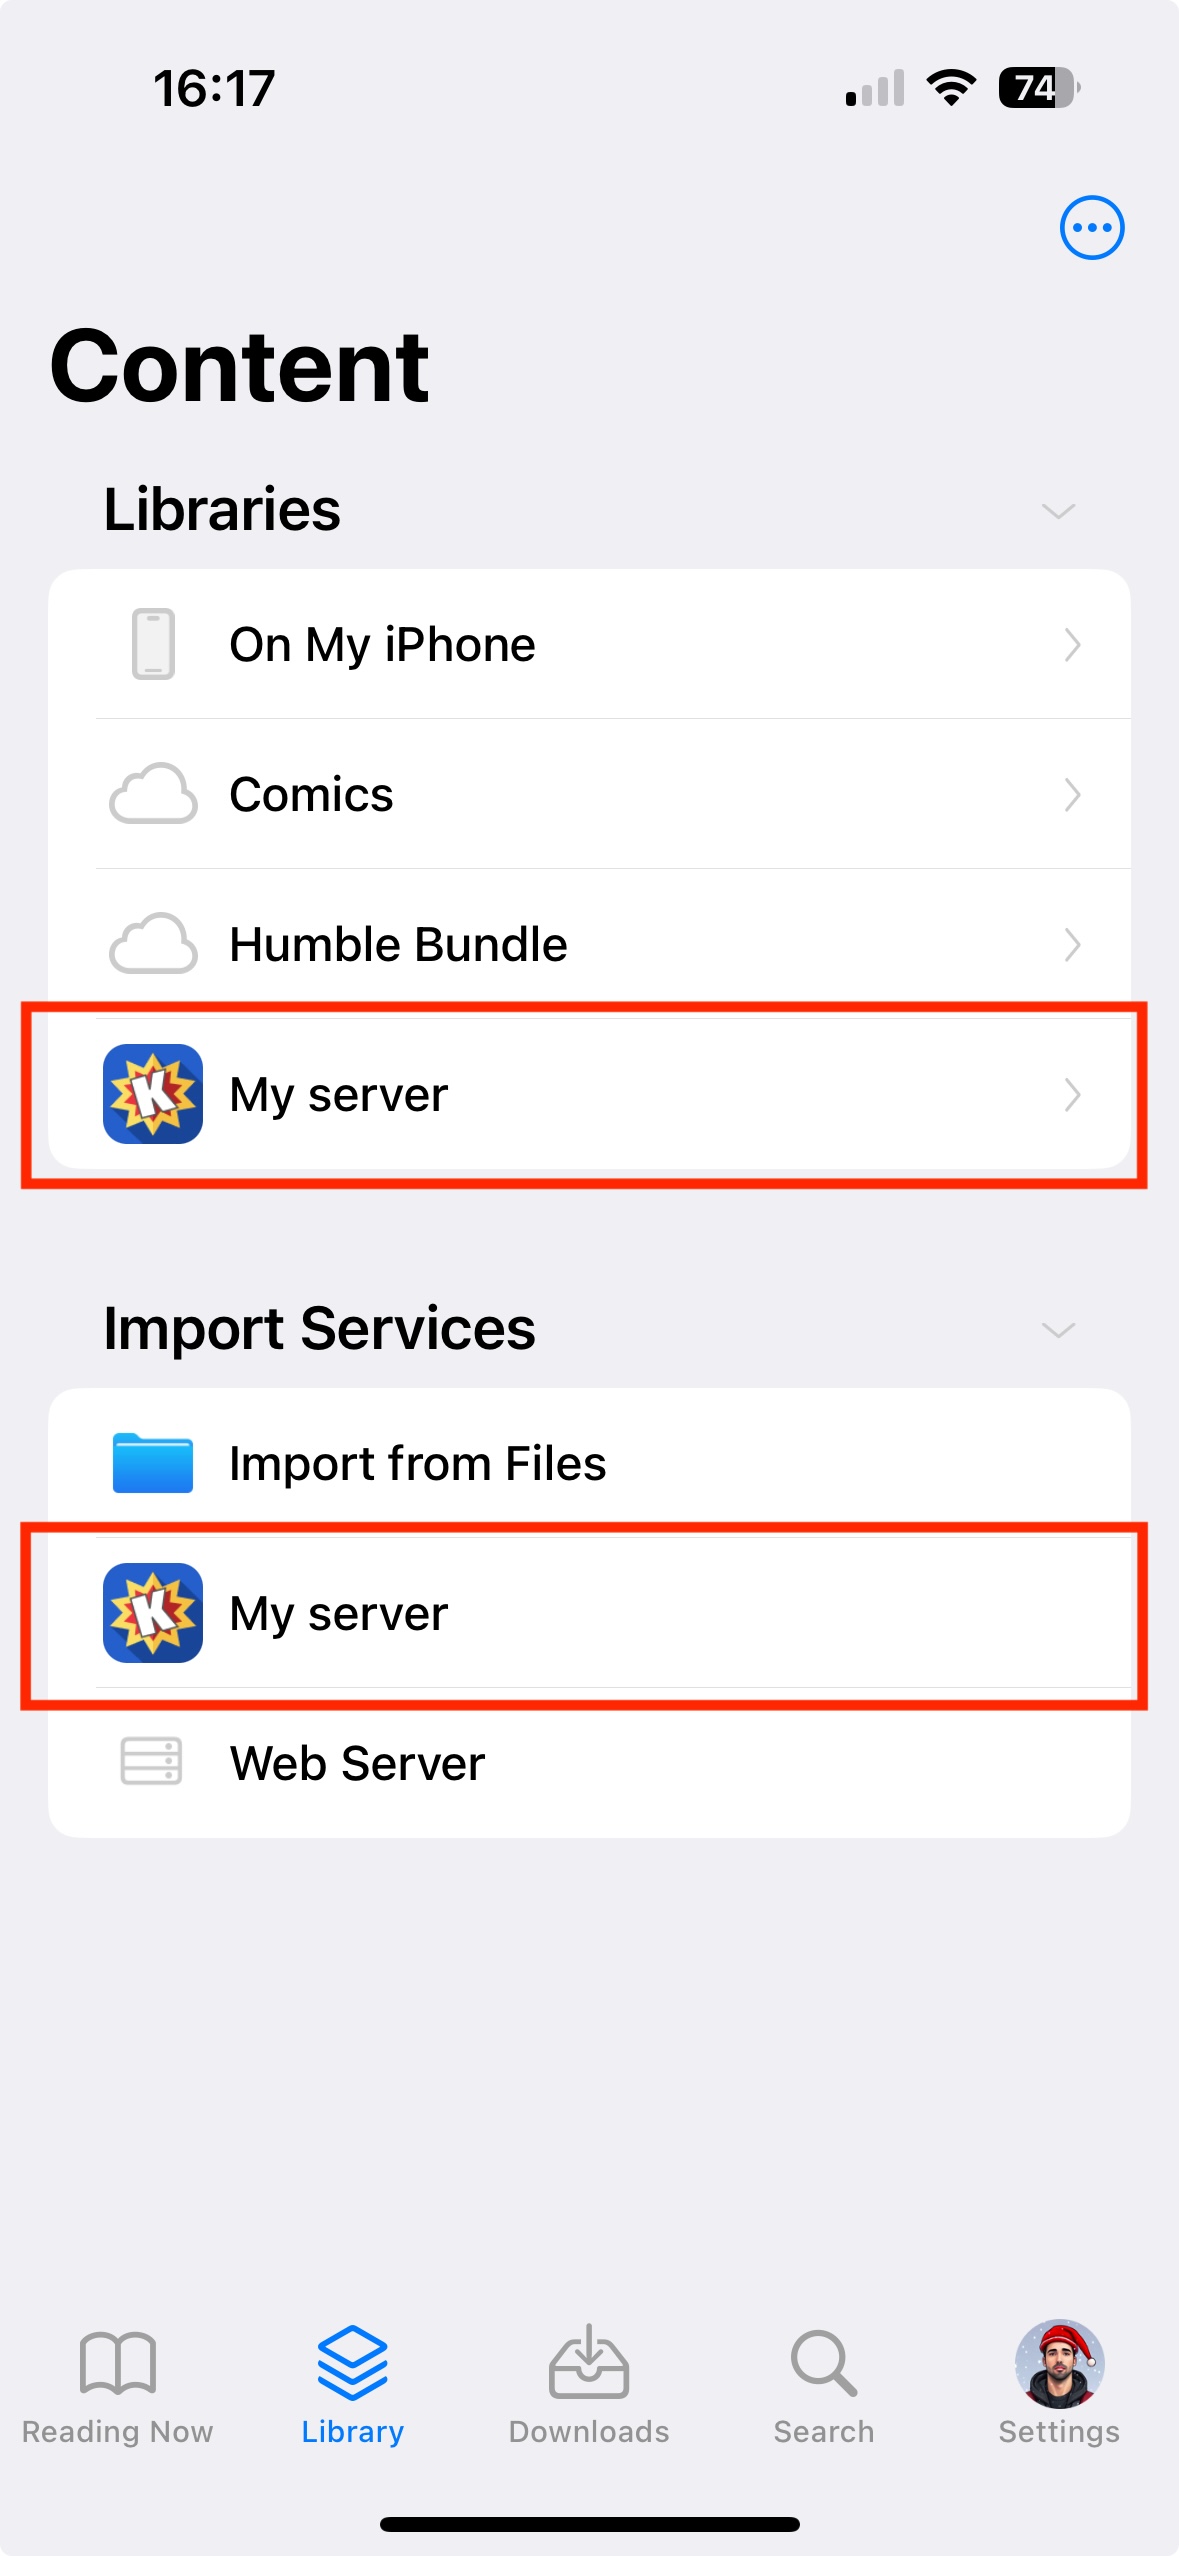 16:17
74
Content
Libraries
On My iPhone
Comics
Humble Bundle
K
My server
Import Services
Import from Files
K
My server
Web Server
Reading Now
Library
Downloads
Search
Settings